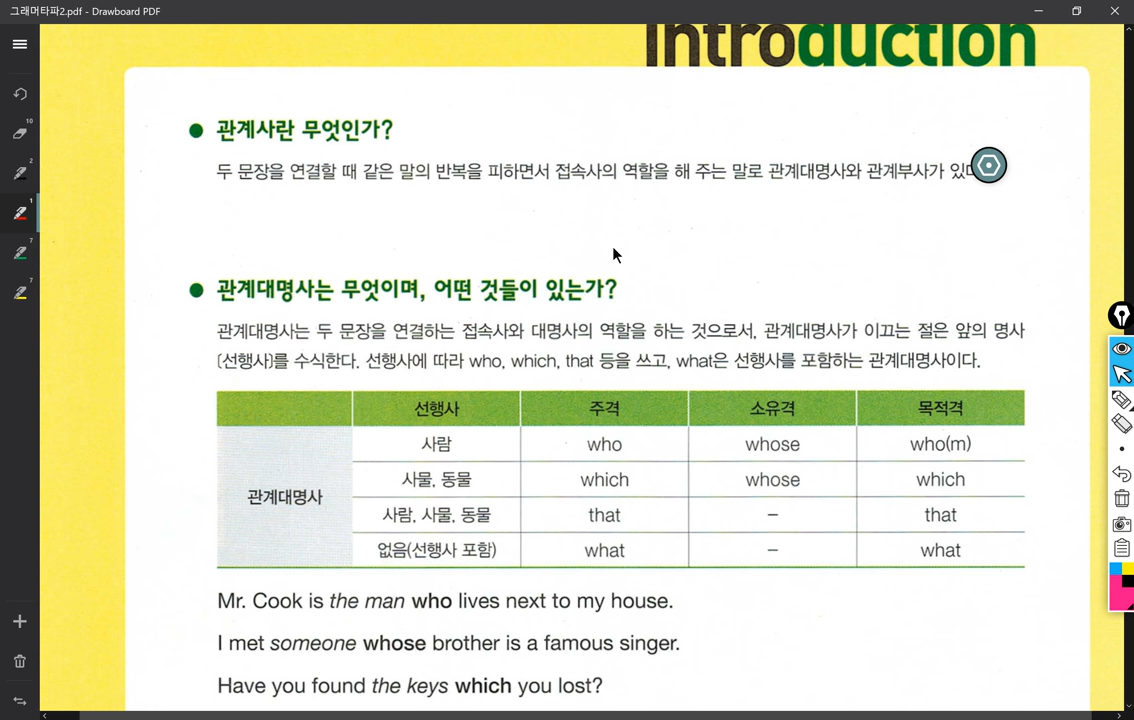 그래머타파2.pdf - Drawboard PDF
introduction
10
2
1
7
7
관계사란 무엇인가?
두 문장을 연결할 때 같은 말의 반복을 피하면서 접속사의 역할을 해 주는 말로 관계대명사와 관계부사가
관계대명사는 무엇이며, 어떤 것들이 있는가?
관계대명사는 두 문장을 연결하는 접속사와 대명사의 역할을 하는 것으로서, 관계대명사가 이끄는 절은 앞의 명사
(선행사)를 수식한다. 선행사에 따라 who, which, that 등을 쓰고, what은 선행사를 포함하는 관계대명사이다.
선행사 주격 소유격 목적격
사람 who whose who(m)
사물, 동물 which whose which
관계대명사
사람, 사물, 동물 that – that
없음(선행사 포함) what – what
Mr. Cook is the man who lives next to my house.
I met someone whose brother is a famous singer.
Have you found the keys which you lost?